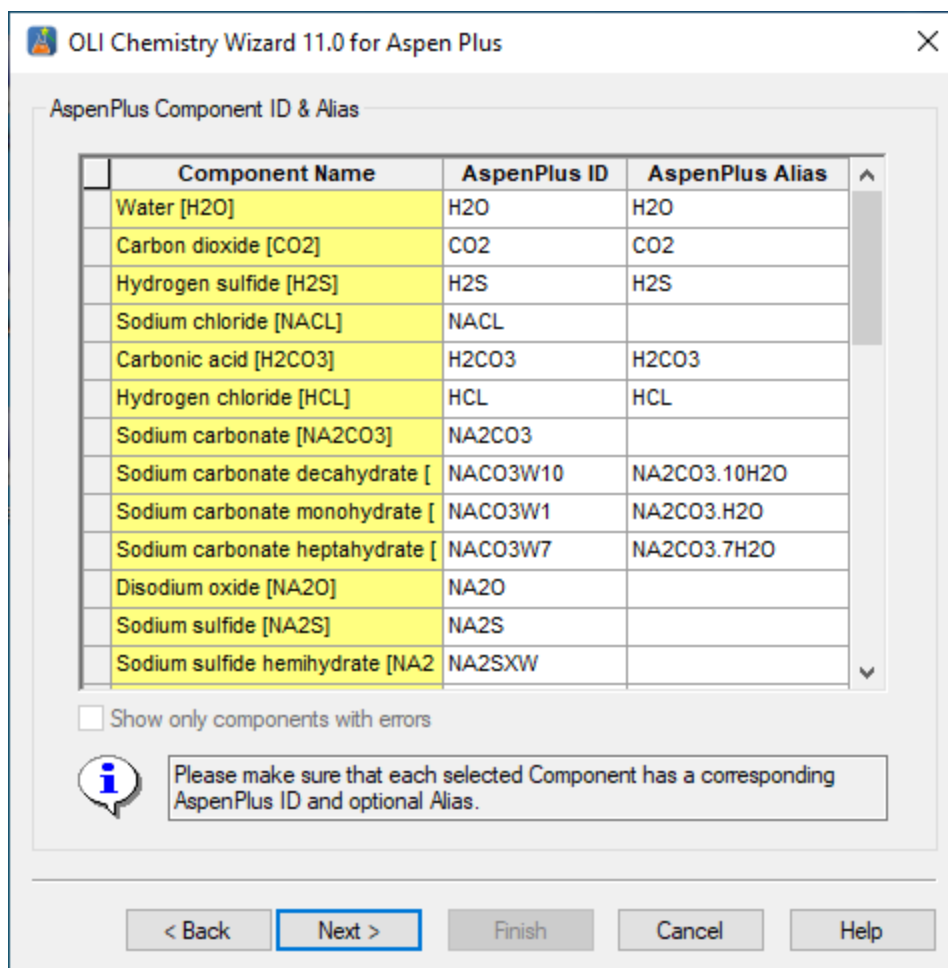 OLI Chemistry Wizard 11.0 for Aspen Plus
AspenPlus Component ID & Alias
Component Name AspenPlus ID AspenPlus Alias
Water [H2O] H2O H2O
Carbon dioxide [CO2] CO2 CO2
Hydrogen sulfide [H2S] H2S H2S
Sodium chloride [NACL] NACL
Carbonic acid [H2CO3] H2CO3 H2CO3
Hydrogen chloride [HCL] HCL HCL
Sodium carbonate [NA2CO3] NA2CO3
Sodium carbonate decahydrate [ NACO3W10 NA2CO3.10H2O
Sodium carbonate monohydrate [ NACO3W1 NA2CO3.H2O
Sodium carbonate heptahydrate [ NACO3W7 NA2CO3.7H2O
Disodium oxide [NA2O] NA2O
Sodium sulfide [NA2S] NA2S
Sodium sulfide hemihydrate [NA2 NA2SXW
Show only components with errors
Please make sure that each selected Component has a corresponding
AspenPlus ID and optional Alias.
< Back Next > Finish Cancel Help